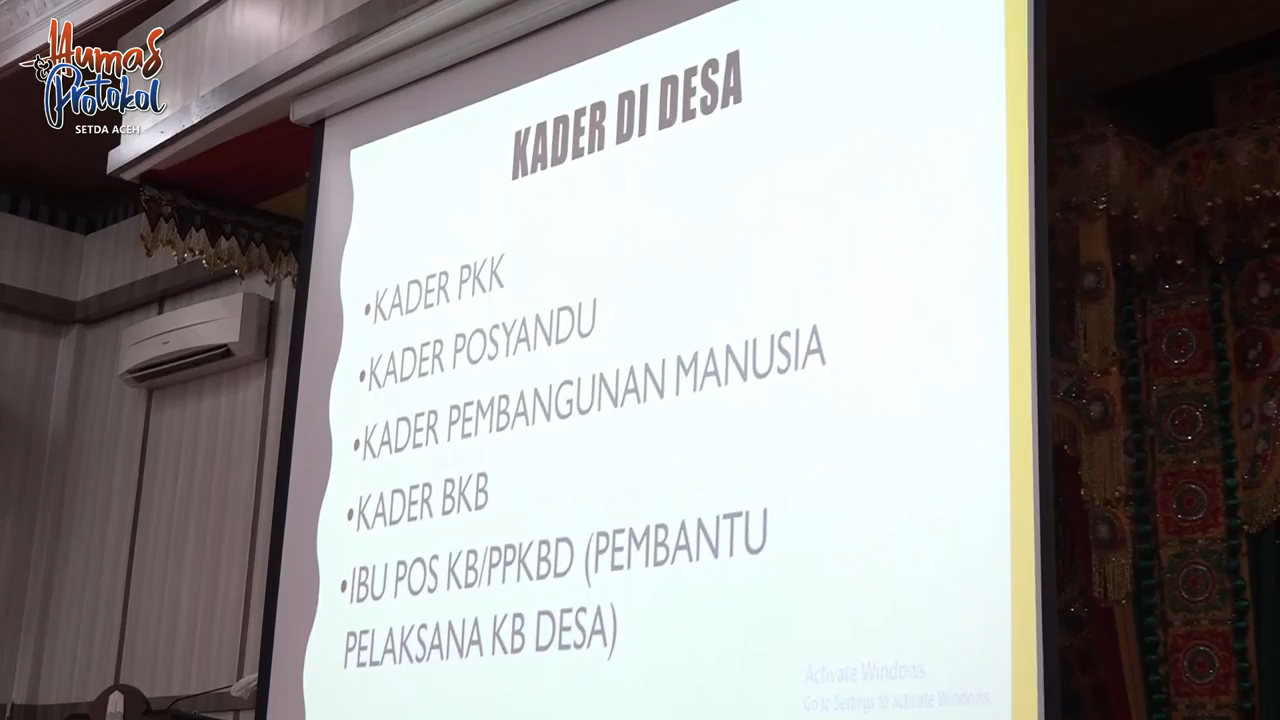 Humas
& Protokol
SETDA ACEH
KADER DI DESA
•KADER PKK
•KADER POSYANDU
•KADER PEMBANGUNAN MANUSIA
•KADER BKB
•IBU POS KB/PPKBD (PEMBANTU
PELAKSANA KB DESA)
Activate Windows
Go to Settings to activate Windows.